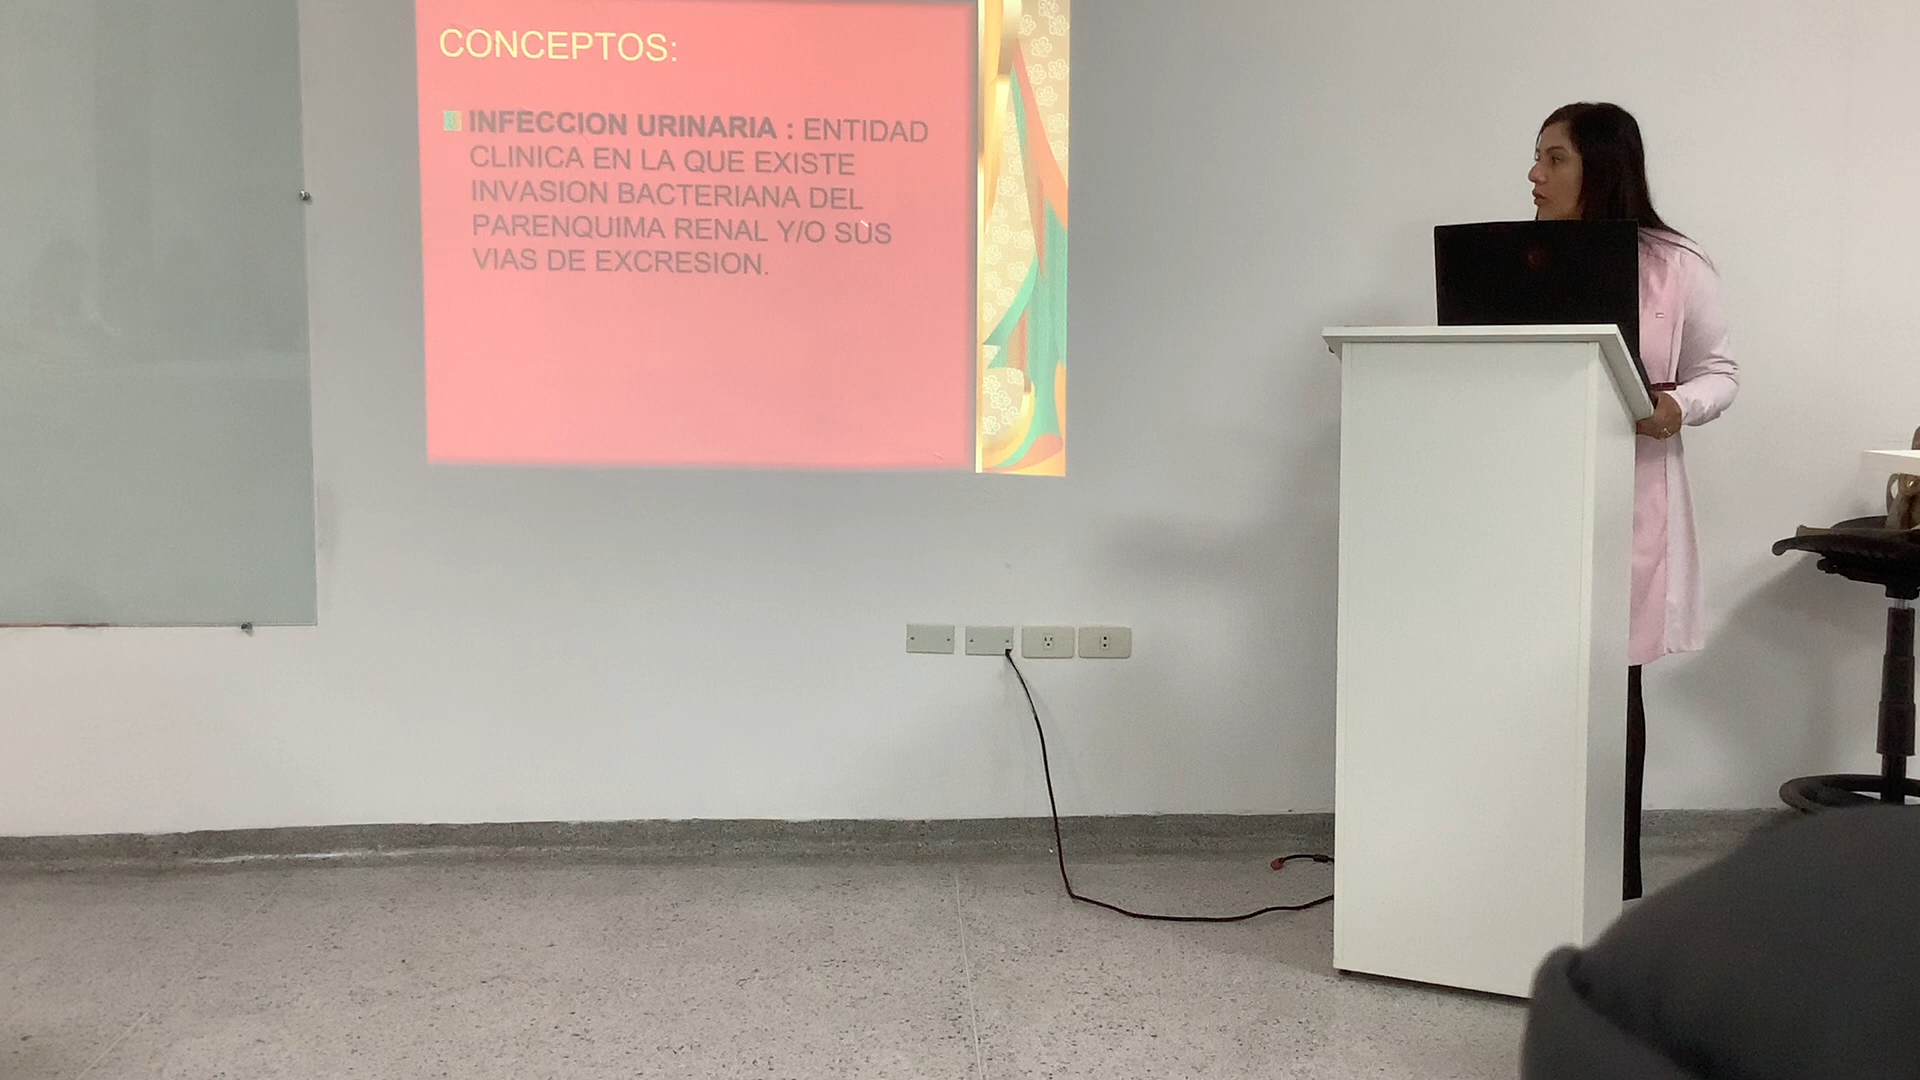 CONCEPTOS:
INFECCION URINARIA : ENTIDAD
CLINICA EN LA QUE EXISTE
INVASION BACTERIANA DEL
PARENQUIMA RENAL Y/O SUS
VIAS DE EXCRESION.